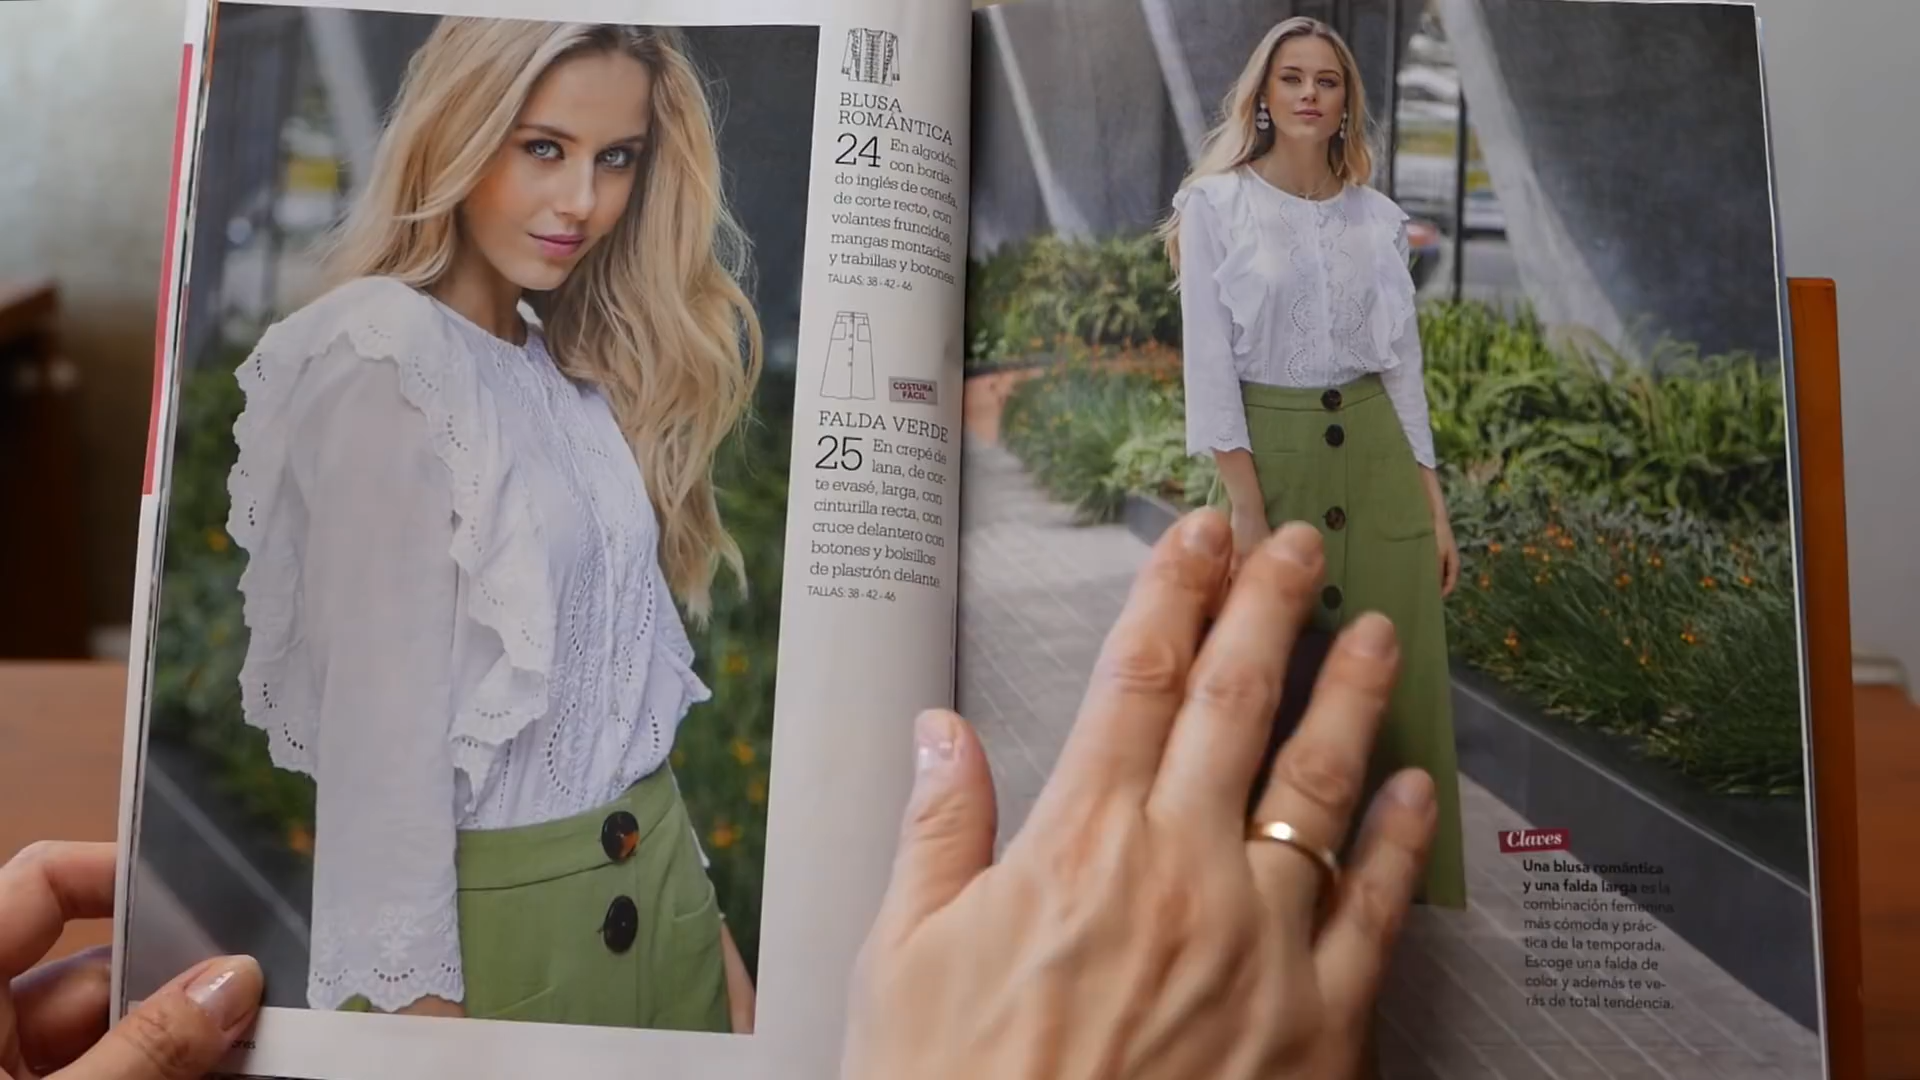 BLUSA
ROMÁNTICA
24 En algodón,
con borda-
do inglés de cenefa,
de corte recto, con
volantes fruncidos,
mangas montadas
y trabillas y botones.
TALLAS: 38 - 42 - 46
COSTURA
FÁCIL
FALDA VERDE
25 En crepé de
lana, de cor-
te evasé, larga, con
cinturilla recta, con
cruce delantero con
botones y bolsillos
de plastrón delante.
TALLAS: 38 - 42 - 46
Claves
Una blusa romántica
y una falda larga es la
combinación femenina
más cómoda y prác-
tica de la temporada.
Escoge una falda de
color y además te ve-
rás de total tendencia.